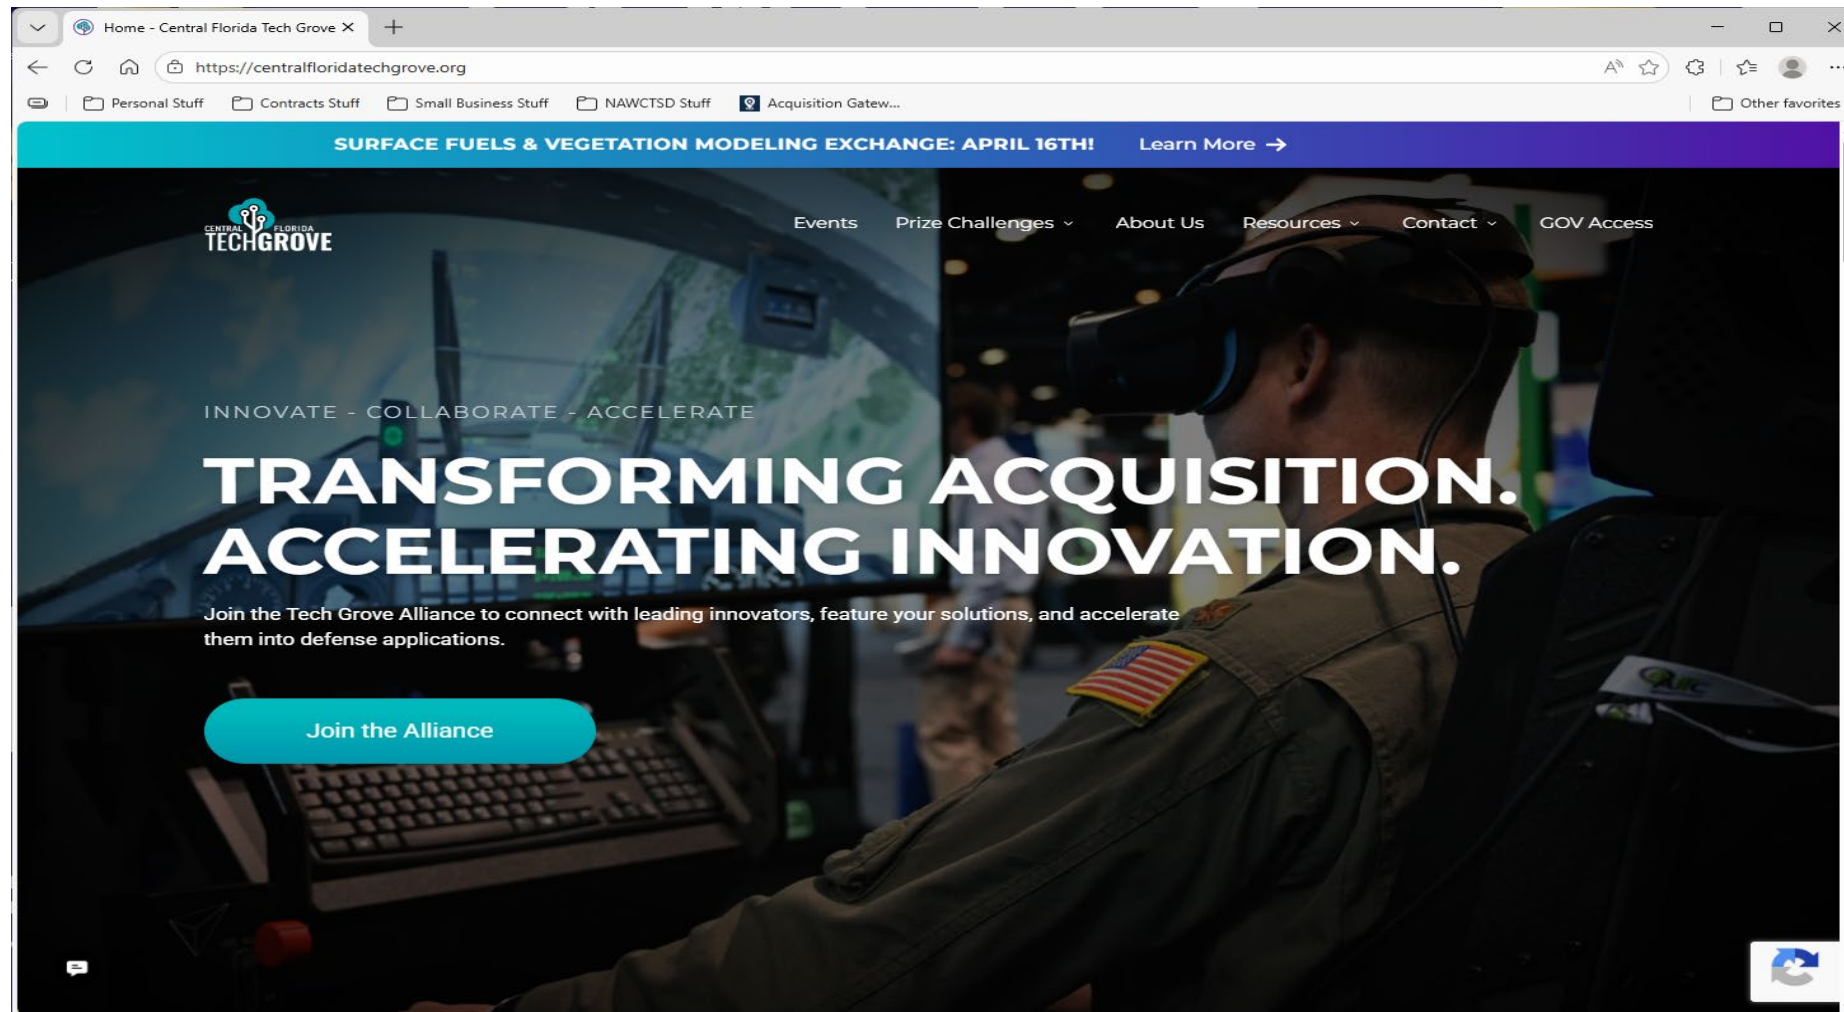 Home - Central Florida Tech Grove
https://centralfloridatechgrove.org
Personal Stuff
Contracts Stuff
Small Business Stuff
NAWCTSD Stuff
Acquisition Gatew...
Other favorites
SURFACE FUELS & VEGETATION MODELING EXCHANGE: APRIL 16TH! Learn More →
CENTRAL FLORIDA
TECHGROVE
Events Prize Challenges About Us Resources Contact GOV Access
INNOVATE - COLLABORATE - ACCELERATE
TRANSFORMING ACQUISITION.
ACCELERATING INNOVATION.
Join the Tech Grove Alliance to connect with leading innovators, feature your solutions, and accelerate
them into defense applications.
Join the Alliance